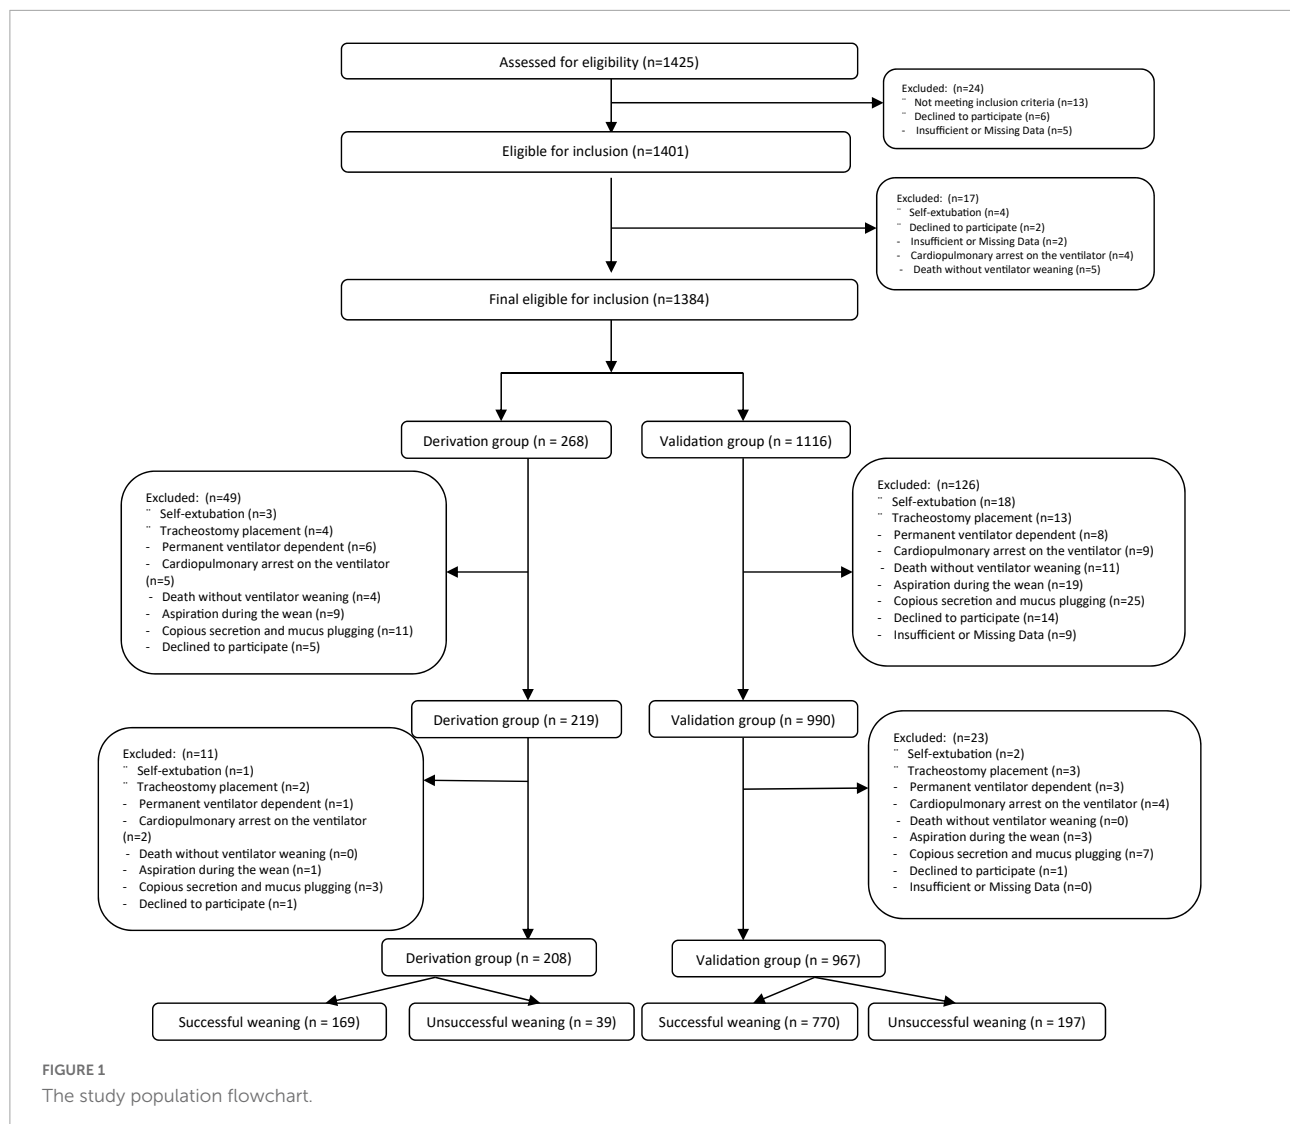 Assessed for eligibility (n=1425)
Excluded: (n=24)
¨ Not meeting inclusion criteria (n=13)
¨ Declined to participate (n=6)
- Insufficient or Missing Data (n=5)
Eligible for inclusion (n=1401)
Excluded: (n=17)
¨ Self-extubation (n=4)
¨ Declined to participate (n=2)
- Insufficient or Missing Data (n=2)
- Cardiopulmonary arrest on the ventilator (n=4)
- Death without ventilator weaning (n=5)
Final eligible for inclusion (n=1384)
Derivation group (n = 268)
Validation group (n = 1116)
Excluded: (n=49)
¨ Self-extubation (n=3)
¨ Tracheostomy placement (n=4)
- Permanent ventilator dependent (n=6)
- Cardiopulmonary arrest on the ventilator
(n=5)
- Death without ventilator weaning (n=4)
- Aspiration during the wean (n=9)
- Copious secretion and mucus plugging (n=11)
- Declined to participate (n=5)
Excluded: (n=126)
¨ Self-extubation (n=18)
¨ Tracheostomy placement (n=13)
- Permanent ventilator dependent (n=8)
- Cardiopulmonary arrest on the ventilator (n=9)
- Death without ventilator weaning (n=11)
- Aspiration during the wean (n=19)
- Copious secretion and mucus plugging (n=25)
- Declined to participate (n=14)
- Insufficient or Missing Data (n=9)
Derivation group (n = 219)
Validation group (n = 990)
Excluded: (n=11)
¨ Self-extubation (n=1)
¨ Tracheostomy placement (n=2)
- Permanent ventilator dependent (n=1)
- Cardiopulmonary arrest on the ventilator
(n=2)
- Death without ventilator weaning (n=0)
- Aspiration during the wean (n=1)
- Copious secretion and mucus plugging (n=3)
- Declined to participate (n=1)
Excluded: (n=23)
¨ Self-extubation (n=2)
¨ Tracheostomy placement (n=3)
- Permanent ventilator dependent (n=3)
- Cardiopulmonary arrest on the ventilator (n=4)
- Death without ventilator weaning (n=0)
- Aspiration during the wean (n=3)
- Copious secretion and mucus plugging (n=7)
- Declined to participate (n=1)
- Insufficient or Missing Data (n=0)
Derivation group (n = 208)
Validation group (n = 967)
Successful weaning (n = 169)
Unsuccessful weaning (n = 39)
Successful weaning (n = 770)
Unsuccessful weaning (n = 197)
FIGURE 1
The study population flowchart.